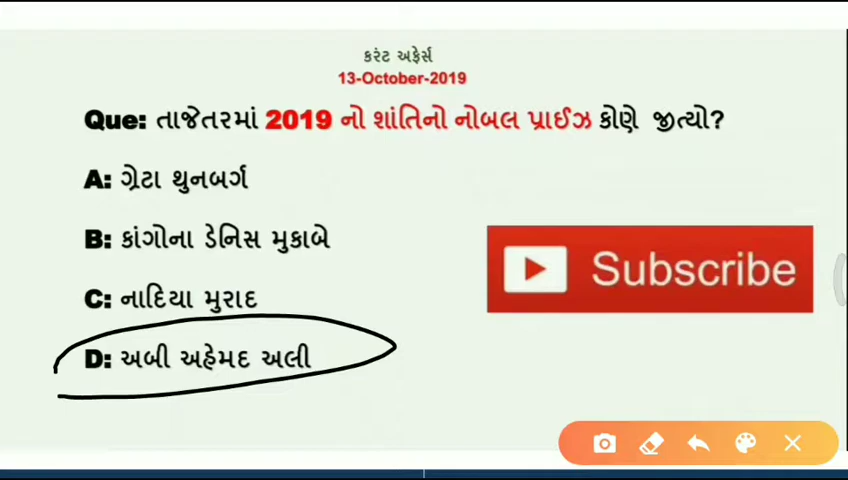 કરંટ અફેર્સ
13-October-2019
Que: તાજેતરમાં 2019 નો શાંતિનો નોબલ પ્રાઈઝ કોણે જીત્યો?
A: ગ્રેટા થુનબર્ગ
B: કાંગોના ડેનિસ મુકાબે
Subscribe
C: નાદિયા મુરાદ
D: અબી અહેમદ અલી